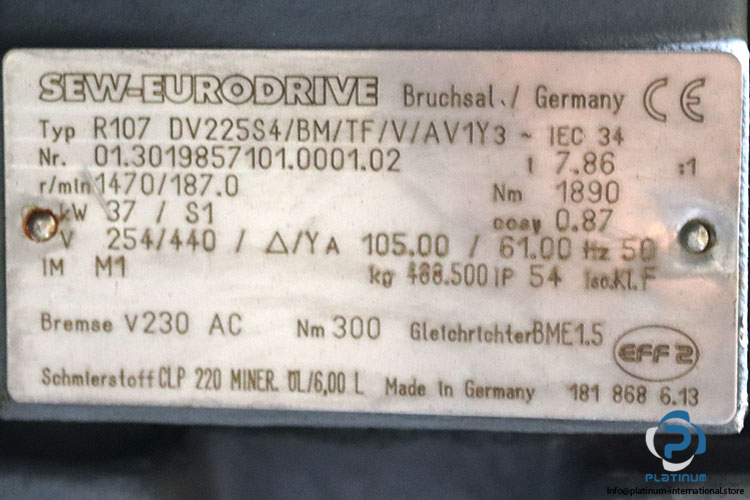 SEW-EURODRIVE Bruchsal / Germany CE
Typ R107 DV225S4/BM/TF/V/AV1Y3 ~ IEC 34
Nr. 01.3019857101.0001.02 i 7.86 :1
r/min 1470/187.0 Nm 1890
kW 37 / S1 cosφ 0.87
V 254/440 / Δ/Y A 105.00 / 61.00 Hz 50
IM M1 kg 488.500 IP 54 Iso.Kl. F
Bremse V230 AC Nm 300 Gleichrichter BME1.5
EFF 2
Schmierstoff CLP 220 MINER. ÖL/6,00 L Made in Germany 181 868 6.13
PLATINUM
Info@platinum-international.store